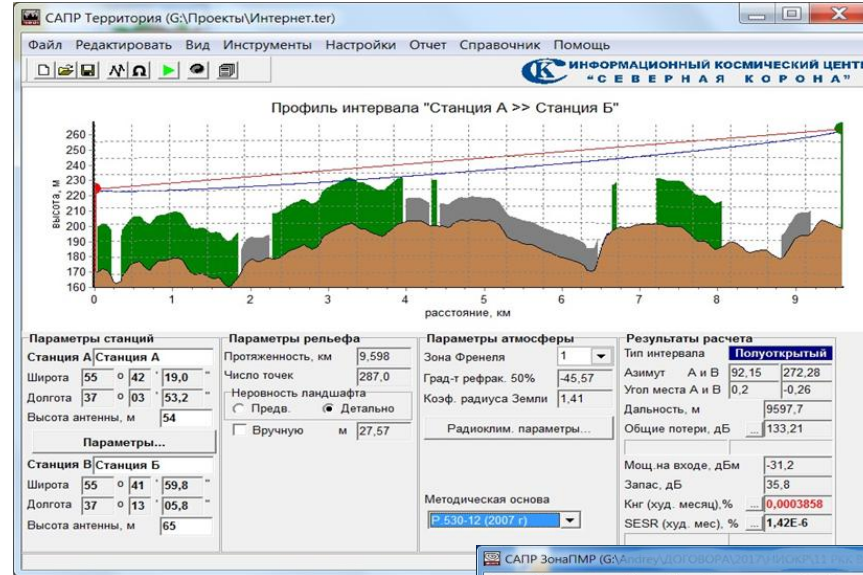 САПР Территория (G:\Проекты\Интернет.ter)
Файл Редактировать Вид Инструменты Настройки Отчет Справочник Помощь
ИНФОРМАЦИОННЫЙ КОСМИЧЕСКИЙ ЦЕНТ
"СЕВЕРНАЯ КОРОНА"
Профиль интервала "Станция А >> Станция Б"
высота, м
260
250
240
230
220
210
200
190
180
170
160
0 1 2 3 4 5 6 7 8 9
расстояние, км
Параметры станций
Станция А Станция А
Широта 55 ° 42 ' 19,0 "
Долгота 37 ° 03 ' 53,2 "
Высота антенны, м 54
Параметры...
Станция В Станция Б
Широта 55 ° 41 ' 59,8 "
Долгота 37 ° 13 ' 05,8 "
Высота антенны, м 65
Параметры рельефа
Протяженность, км 9,598
Число точек 287,0
Неровность ландшафта
Предв. Детально
Вручную м 27,57
Параметры атмосферы
Зона Френеля 1
Град-т рефрак. 50% -45,57
Коэф. радиуса Земли 1,41
Радиоклим. параметры...
Методическая основа
Р.530-12 (2007 г)
Результаты расчета
Тип интервала Полуоткрытый
Азимут А и В 92,15 272,28
Угол места А и В 0,2 -0,26
Дальность, м 9597,7
Общие потери, дБ ... 133,21
Мощ.на входе, дБм -31,2
Запас, дБ 35,8
Кнг (худ. месяц),% ... 0,0003858
SESR (худ. мес), % ... 1,42E-6
САПР ЗонаПМР (G:\Andrey\ДОГОВОРА\2017\НИОКР\11